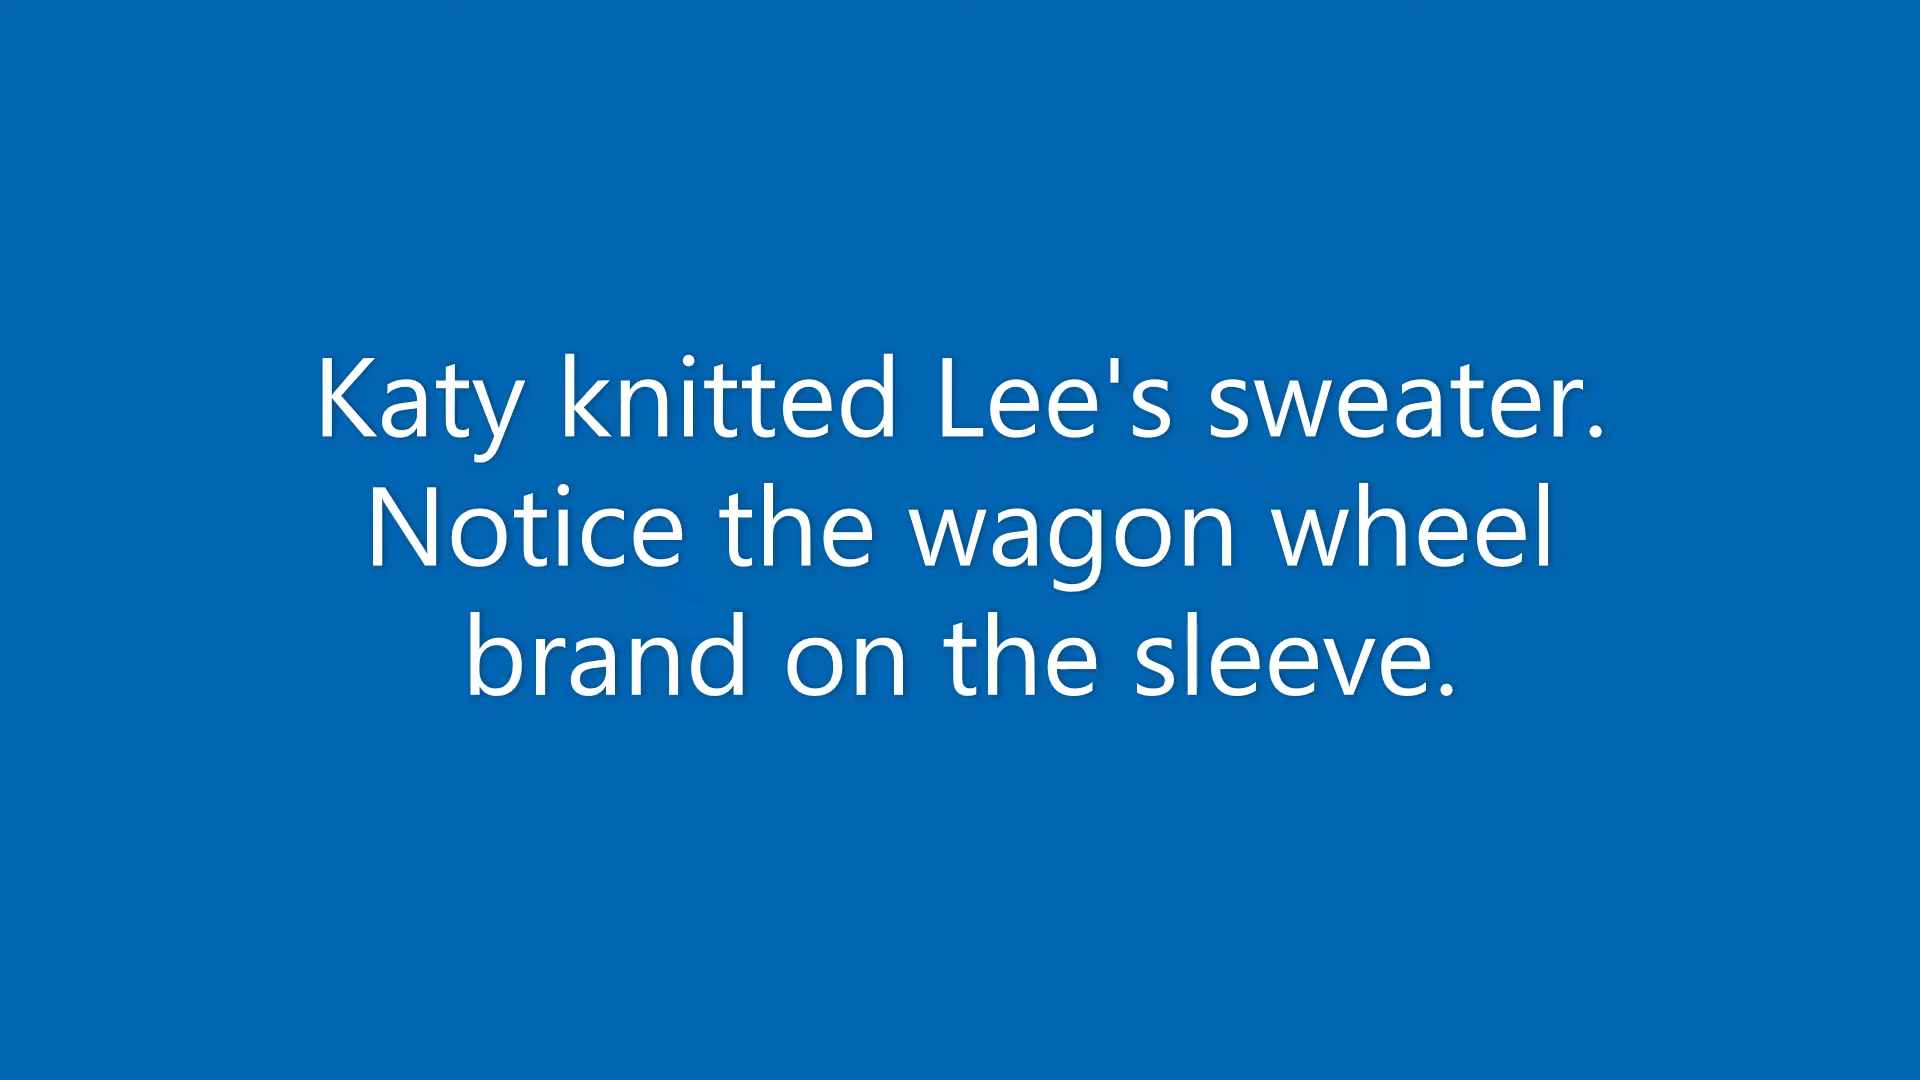 Katy knitted Lee's sweater.
Notice the wagon wheel
brand on the sleeve.